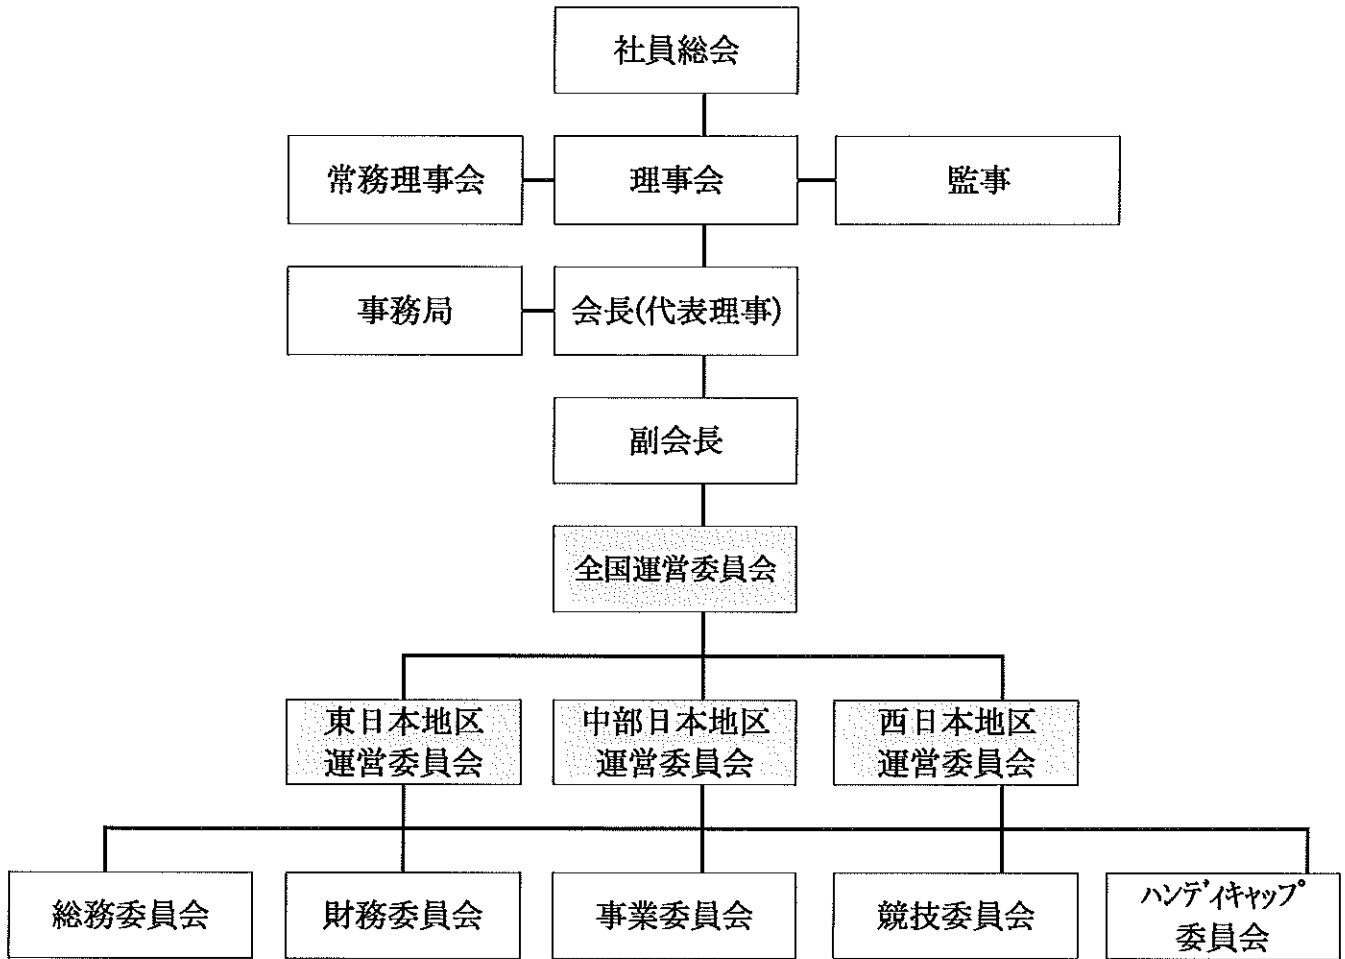 社員総会
常務理事会
理事会
監事
事務局
会長(代表理事)
副会長
全国運営委員会
東日本地区
運営委員会
中部日本地区
運営委員会
西日本地区
運営委員会
総務委員会
財務委員会
事業委員会
競技委員会
ハンディキャップ
委員会